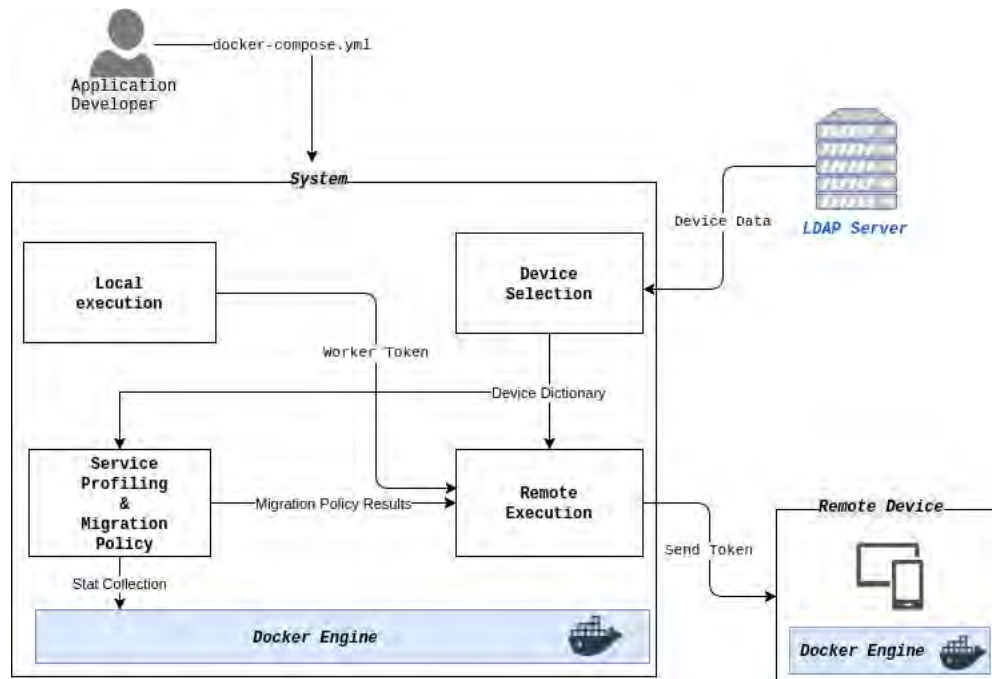 docker-compose.yml
Application
Developer
System
Device Data
LDAP Server
Local
execution
Device
Selection
Worker Token
Device Dictionary
Service
Profiling
&
Migration
Policy
Migration Policy Results
Remote
Execution
Remote Device
Send Token
Stat Collection
Docker Engine
Docker Engine